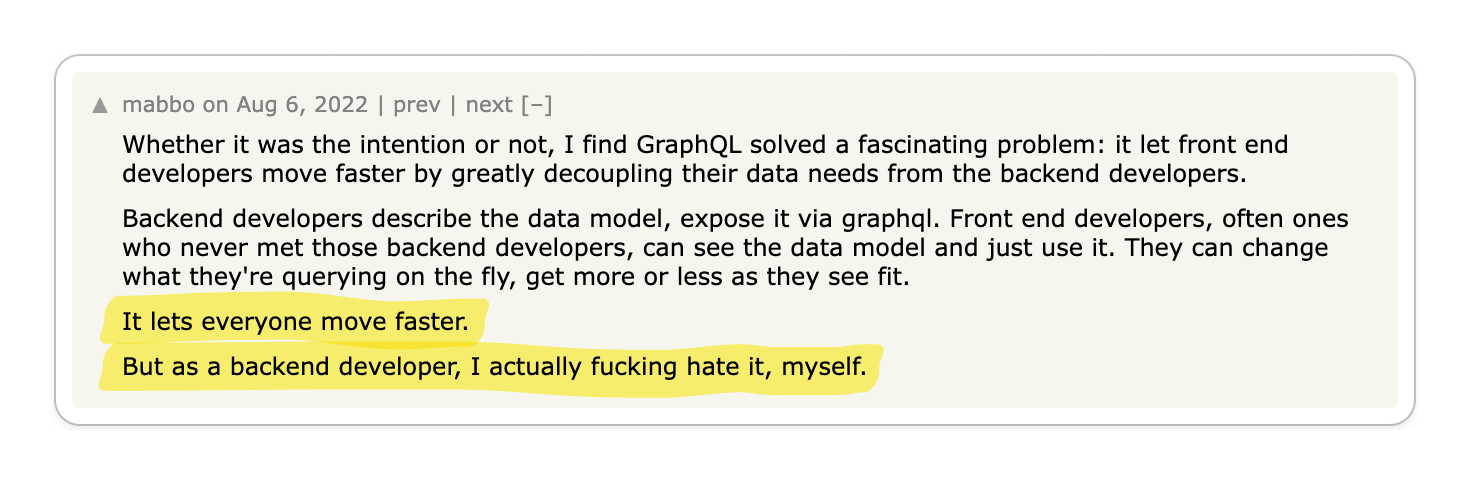 ▲ mabbo on Aug 6, 2022 | prev | next [–]
Whether it was the intention or not, I find GraphQL solved a fascinating problem: it let front end
developers move faster by greatly decoupling their data needs from the backend developers.
Backend developers describe the data model, expose it via graphql. Front end developers, often ones
who never met those backend developers, can see the data model and just use it. They can change
what they're querying on the fly, get more or less as they see fit.
It lets everyone move faster.
But as a backend developer, I actually fucking hate it, myself.